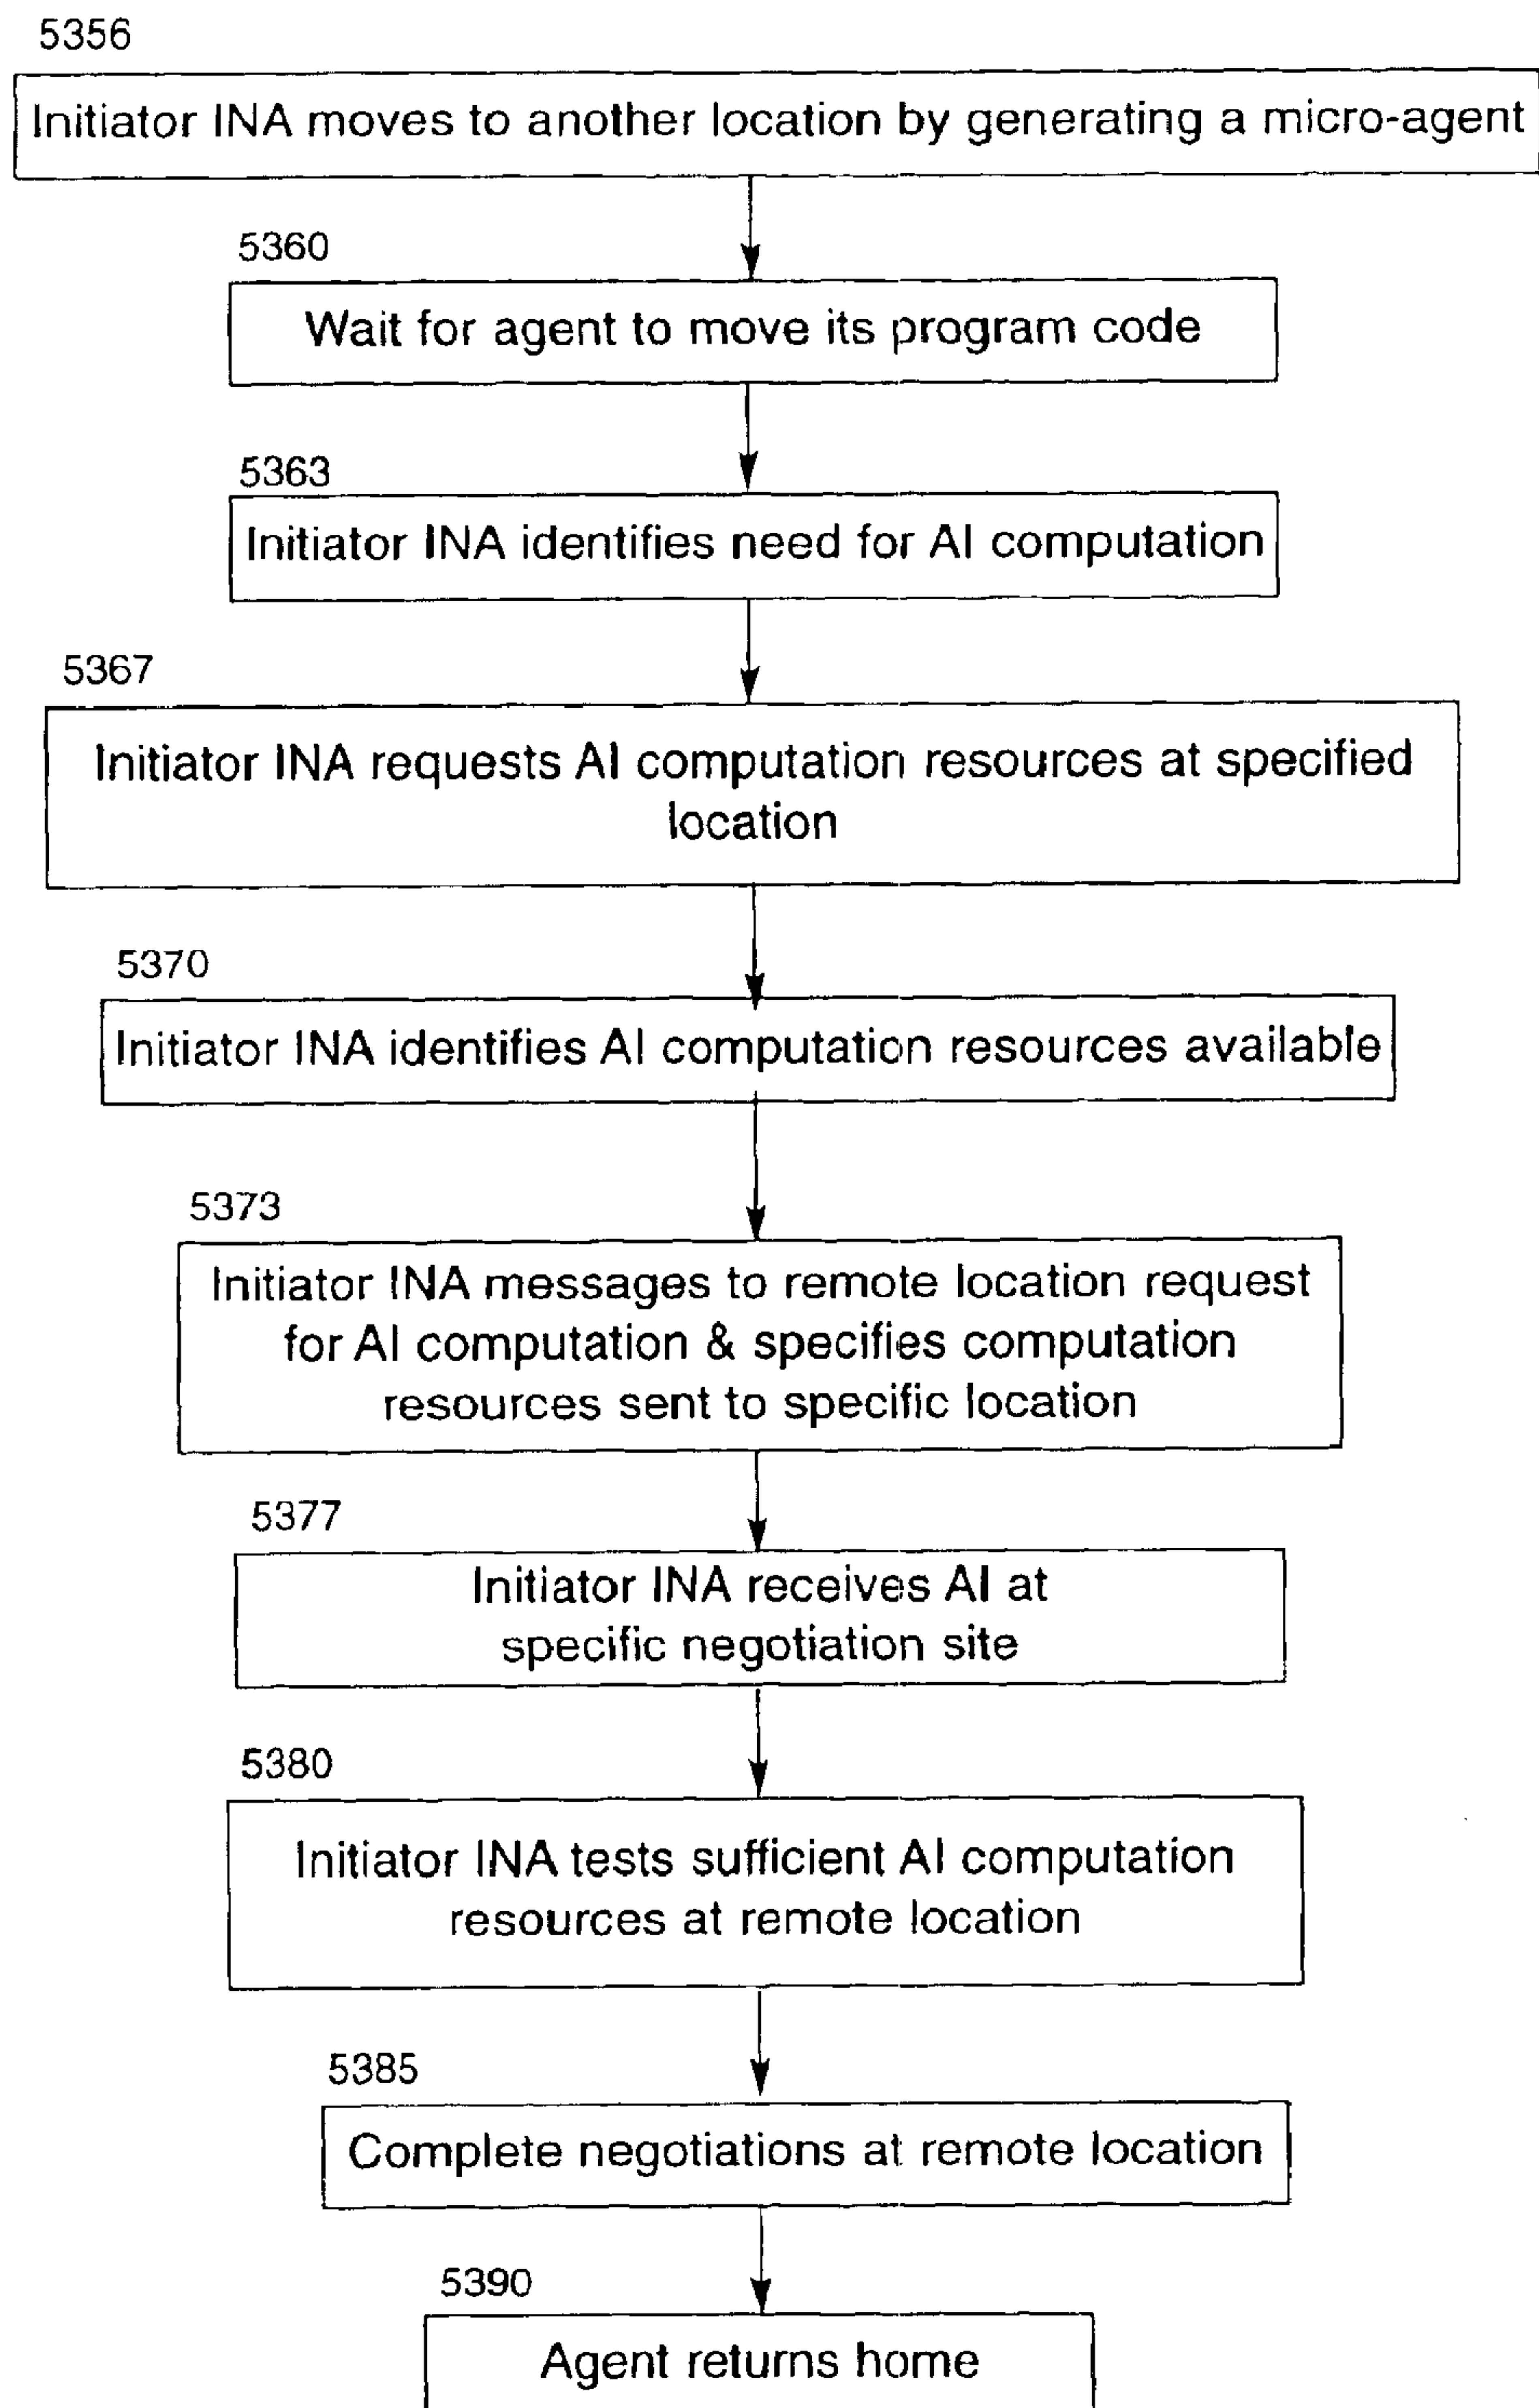 5356
Initiator INA moves to another location by generating a micro-agent
5360
Wait for agent to move its program code
5363
Initiator INA identifies need for AI computation
5367
Initiator INA requests AI computation resources at specified
location
5370
Initiator INA identifies AI computation resources available
5373
Initiator INA messages to remote location request
for AI computation & specifies computation
resources sent to specific location
5377
Initiator INA receives AI at
specific negotiation site
5380
Initiator INA tests sufficient AI computation
resources at remote location
5385
Complete negotiations at remote location
5390
Agent returns home